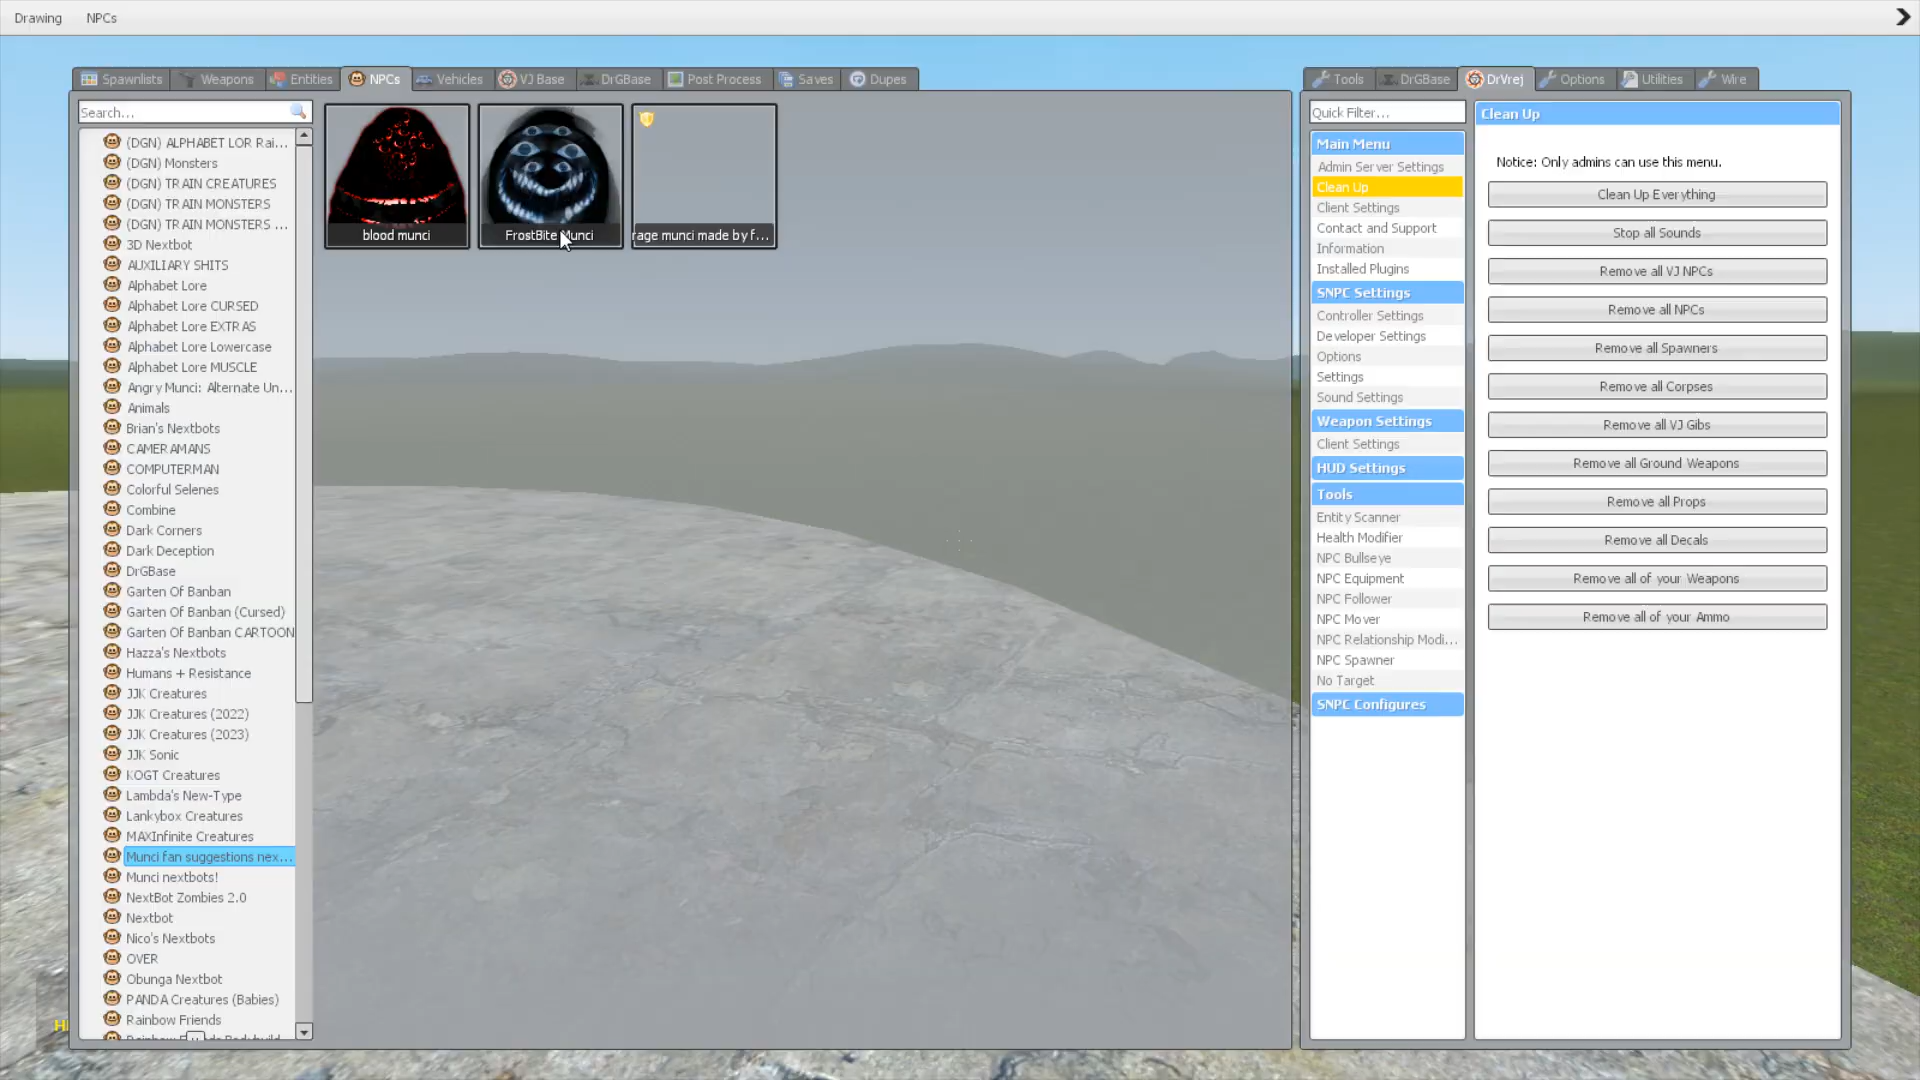 Drawing NPCs
Spawnlists Weapons Entities NPCs Vehicles VJ Base DrGBase Post Process Saves Dupes
Search...
(DGN) ALPHABET LOR Rai...
(DGN) Monsters
(DGN) TRAIN CREATURES
(DGN) TRAIN MONSTERS
(DGN) TRAIN MONSTERS ...
3D Nextbot
AUXILIARY SHITS
Alphabet Lore
Alphabet Lore CURSED
Alphabet Lore EXTRAS
Alphabet Lore Lowercase
Alphabet Lore MUSCLE
Angry Munci: Alternate Un...
Animals
Brian's Nextbots
CAMERAMANS
COMPUTERMAN
Colorful Selenes
Combine
Dark Corners
Dark Deception
DrGBase
Garten Of Banban
Garten Of Banban (Cursed)
Garten Of Banban CARTOON
Hazza's Nextbots
Humans + Resistance
JJK Creatures
JJK Creatures (2022)
JJK Creatures (2023)
JJK Sonic
KOGT Creatures
Lambda's New-Type
Lankybox Creatures
MAXInfinite Creatures
Munci fan suggestions nex...
Munci nextbots!
NextBot Zombies 2.0
Nextbot
Nico's Nextbots
OVER
Obunga Nextbot
PANDA Creatures (Babies)
Rainbow Friends
blood munci
FrostBite Munci
rage munci made by f...
Tools DrGBase DrVrej Options Utilities Wire
Quick Filter...
Main Menu
Admin Server Settings
Clean Up
Client Settings
Contact and Support
Information
Installed Plugins
SNPC Settings
Controller Settings
Developer Settings
Options
Settings
Sound Settings
Weapon Settings
Client Settings
HUD Settings
Tools
Entity Scanner
Health Modifier
NPC Bullseye
NPC Equipment
NPC Follower
NPC Mover
NPC Relationship Modi...
NPC Spawner
No Target
SNPC Configures
Clean Up
Notice: Only admins can use this menu.
Clean Up Everything
Stop all Sounds
Remove all VJ NPCs
Remove all NPCs
Remove all Spawners
Remove all Corpses
Remove all VJ Gibs
Remove all Ground Weapons
Remove all Props
Remove all Decals
Remove all of your Weapons
Remove all of your Ammo